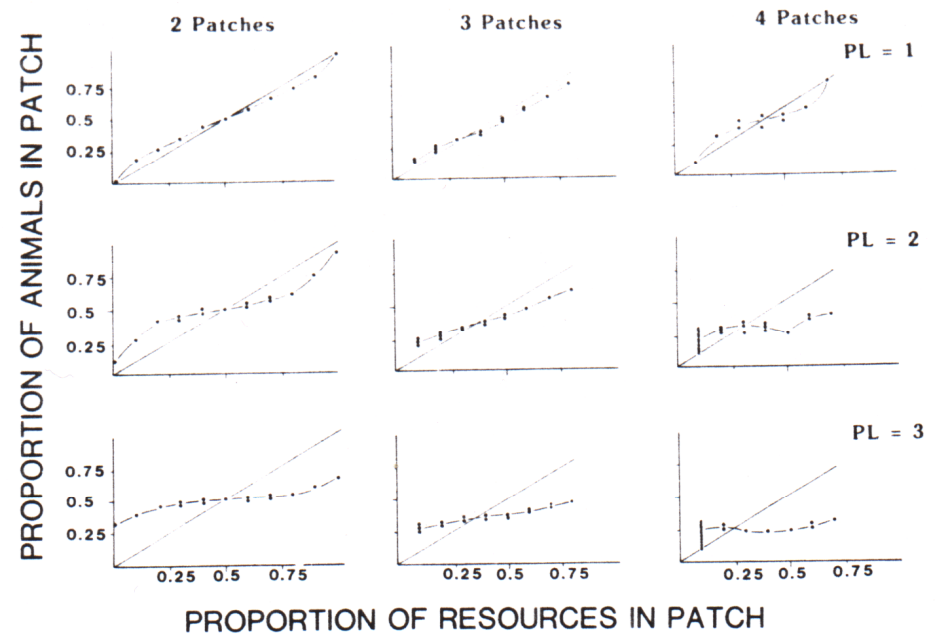 2 Patches 3 Patches 4 Patches
PL = 1
0.75
0.5
0.25
PL = 2
0.75
0.5
0.25
PL = 3
0.75
0.5
0.25
0.25 0.5 0.75 0.25 0.5 0.75 0.25 0.5 0.75
PROPORTION OF ANIMALS IN PATCH
PROPORTION OF RESOURCES IN PATCH